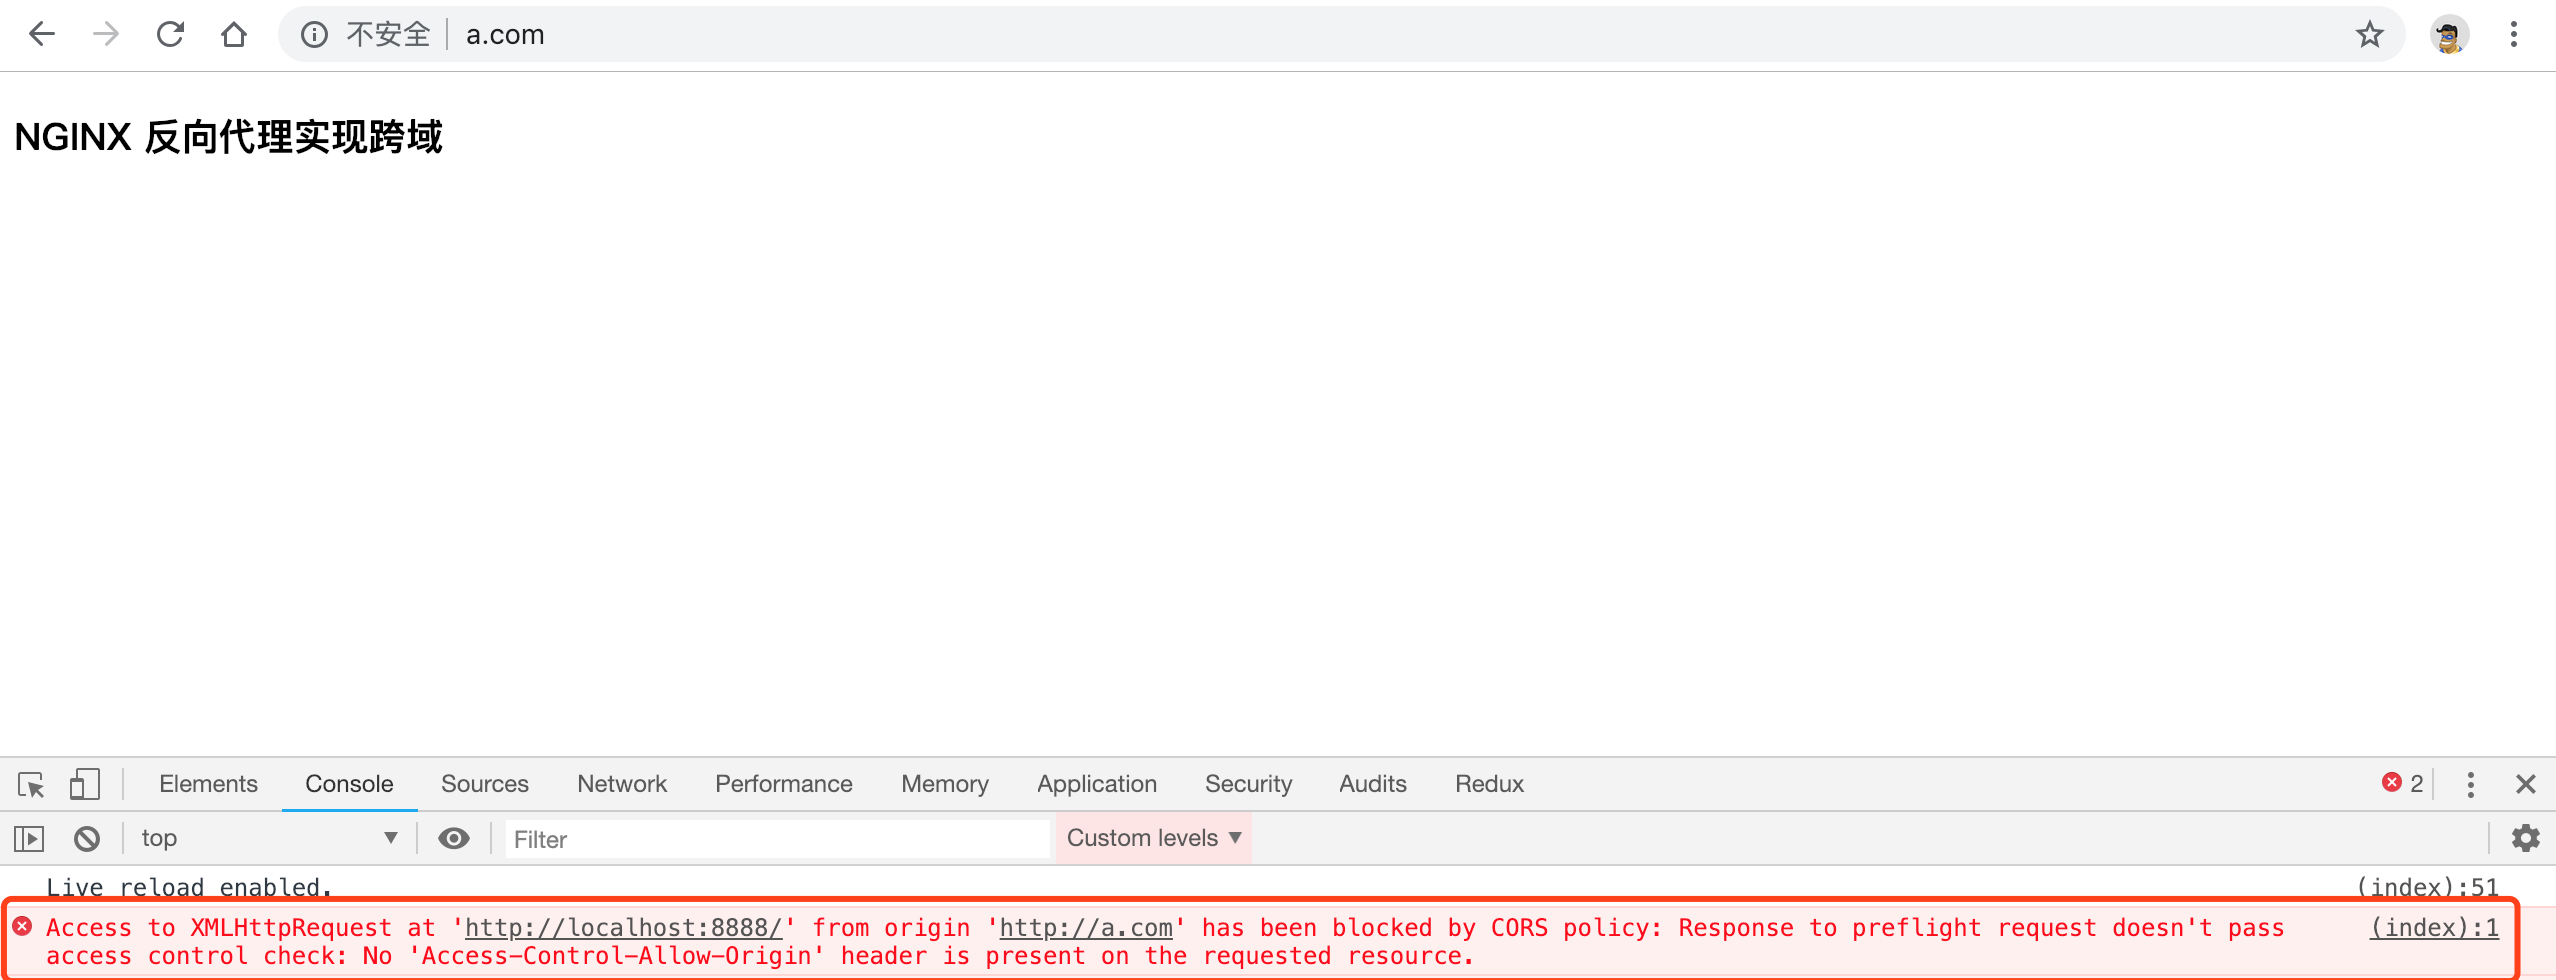 不安全 a.com
NGINX 反向代理实现跨域
Elements Console Sources Network Performance Memory Application Security Audits Redux 2
top Filter Custom levels
Live reload enabled. (index):51
Access to XMLHttpRequest at 'http://localhost:8888/' from origin 'http://a.com' has been blocked by CORS policy: Response to preflight request doesn't pass (index):1
access control check: No 'Access-Control-Allow-Origin' header is present on the requested resource.